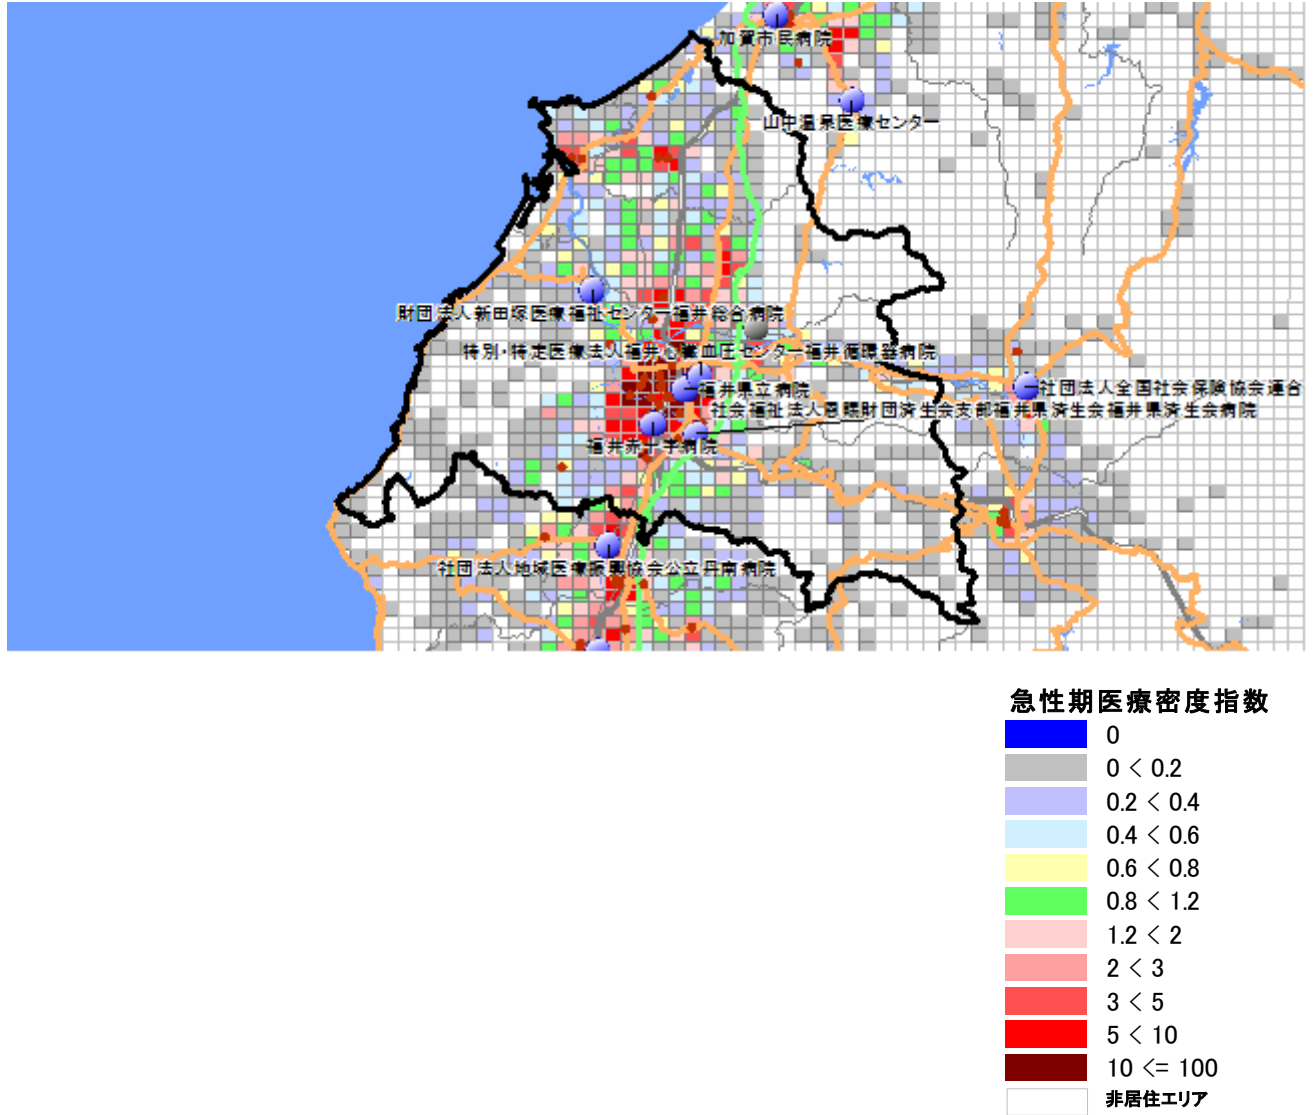 加賀市民病院
山中温泉医療センター
財団法人新田塚医療福祉センター福井総合病院
特別・特定医療法人福井心臓血圧センター福井循環器病院
福井県立病院
社団法人全国社会保険協会連合
社会福祉法人恩賜財団済生会支部福井県済生会福井県済生会病院
福井赤十字病院
社団法人地域医療振興協会公立丹南病院
急性期医療密度指数
0
0 < 0.2
0.2 < 0.4
0.4 < 0.6
0.6 < 0.8
0.8 < 1.2
1.2 < 2
2 < 3
3 < 5
5 < 10
10 <= 100
非居住エリア